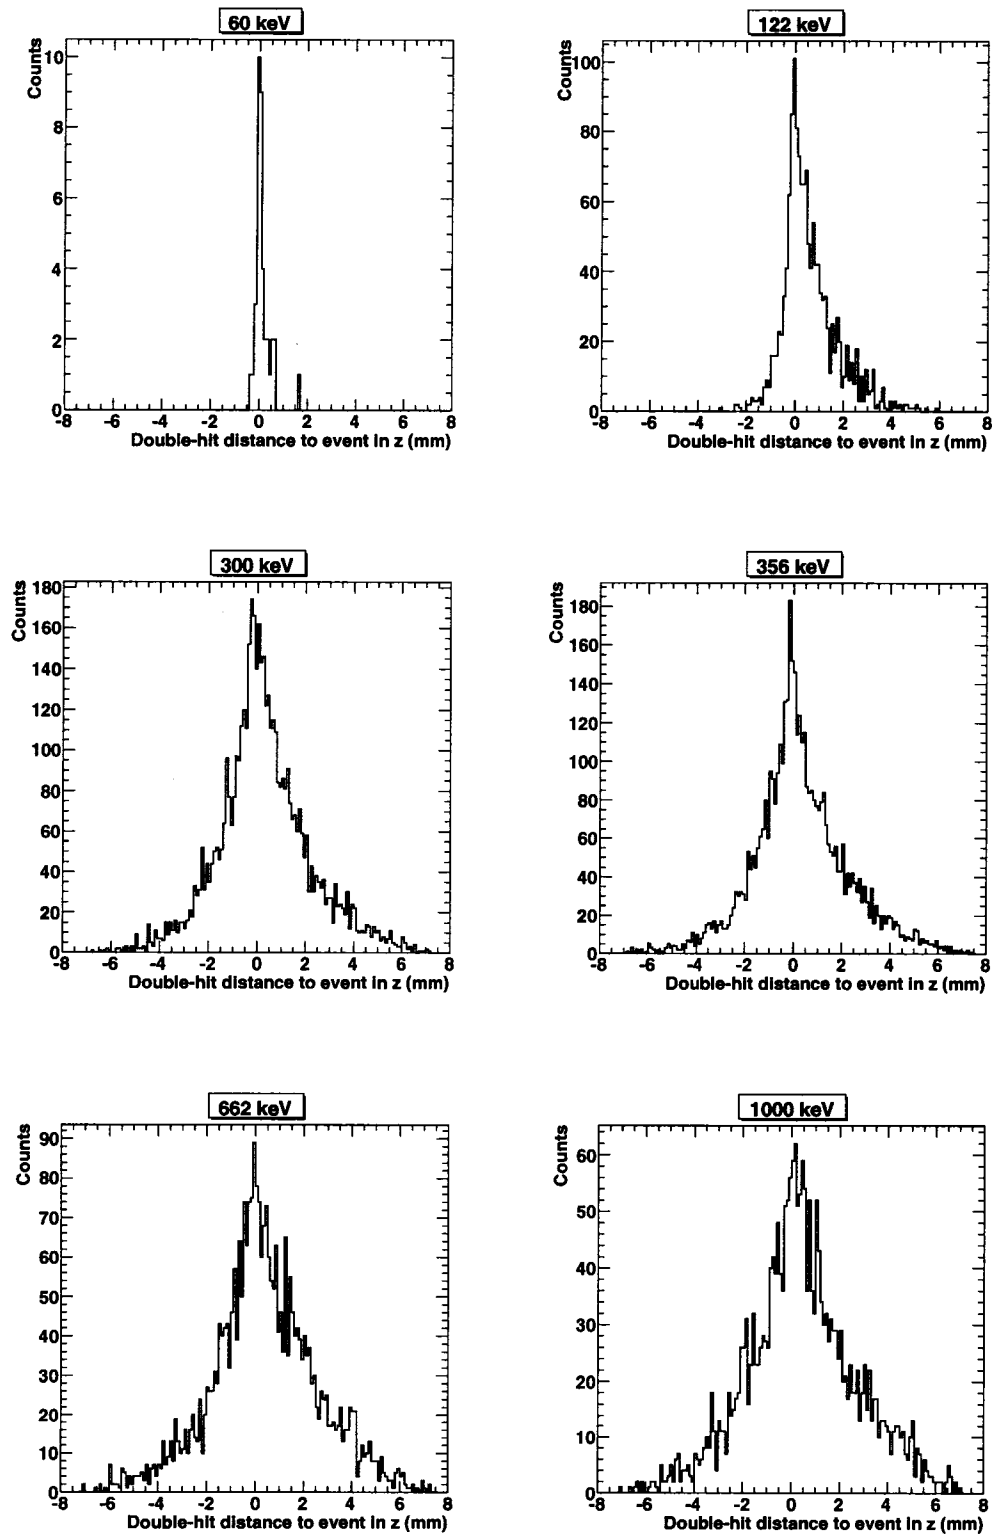 60 keV
Counts
10
8
6
4
2
0
-8 -6 -4 -2 0 2 4 6 8
Double-hit distance to event in z (mm)
122 keV
Counts
100
80
60
40
20
0
-8 -6 -4 -2 0 2 4 6 8
Double-hit distance to event in z (mm)
300 keV
Counts
180
160
140
120
100
80
60
40
20
0
-8 -6 -4 -2 0 2 4 6 8
Double-hit distance to event in z (mm)
356 keV
Counts
180
160
140
120
100
80
60
40
20
0
-8 -6 -4 -2 0 2 4 6 8
Double-hit distance to event in z (mm)
662 keV
Counts
90
80
70
60
50
40
30
20
10
0
-8 -6 -4 -2 0 2 4 6 8
Double-hit distance to event in z (mm)
1000 keV
Counts
60
50
40
30
20
10
0
-8 -6 -4 -2 0 2 4 6 8
Double-hit distance to event in z (mm)